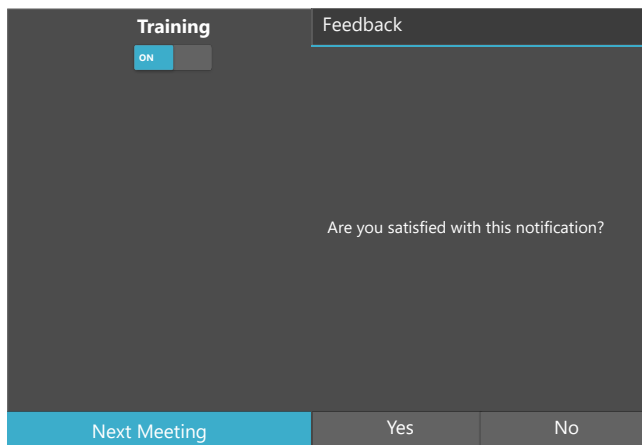 Training
ON
Feedback
Are you satisfied with this notification?
Next Meeting
Yes
No